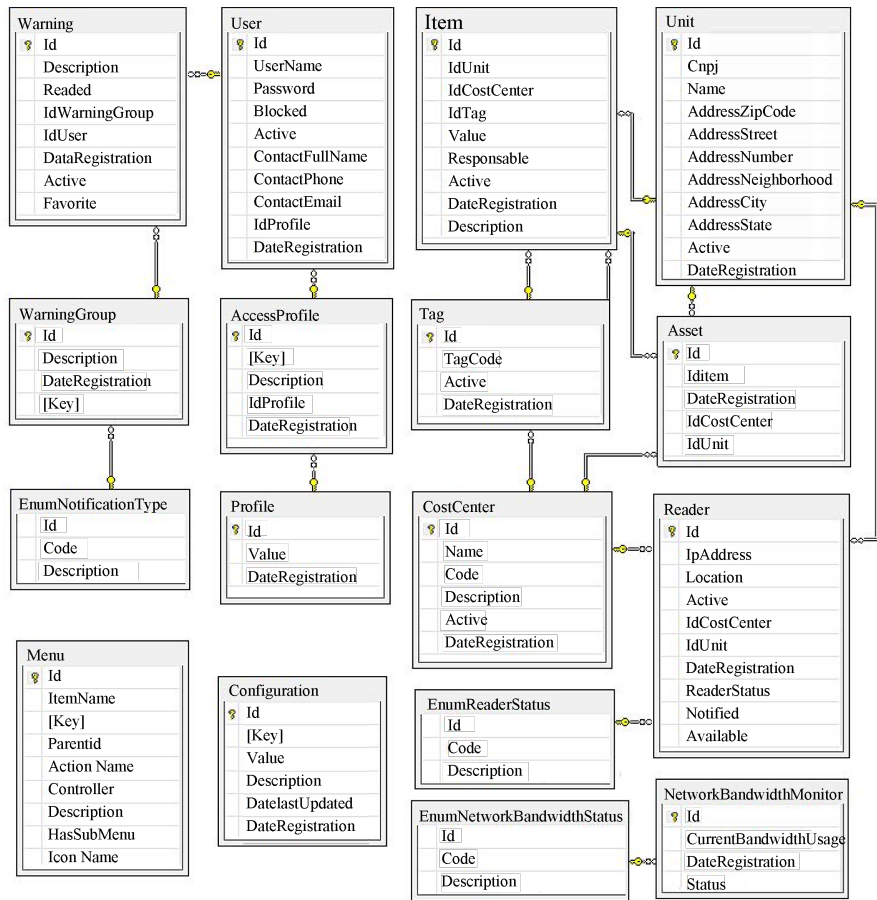 Warning
Id
Description
Readed
IdWarningGroup
IdUser
DataRegistration
Active
Favorite
User
Id
UserName
Password
Blocked
Active
ContactFullName
ContactPhone
ContactEmail
IdProfile
DateRegistration
Item
Id
IdUnit
IdCostCenter
IdTag
Value
Responsable
Active
DateRegistration
Description
Unit
Id
Cnpj
Name
AddressZipCode
AddressStreet
AddressNumber
AddressNeighborhood
AddressCity
AddressState
Active
DateRegistration
WarningGroup
Id
Description
DateRegistration
[Key]
AccessProfile
Id
[Key]
Description
IdProfile
DateRegistration
Tag
Id
TagCode
Active
DateRegistration
Asset
Id
Iditem
DateRegistration
IdCostCenter
IdUnit
EnumNotificationType
Id
Code
Description
Profile
Id
Value
DateRegistration
CostCenter
Id
Name
Code
Description
Active
DateRegistration
Reader
Id
IpAddress
Location
Active
IdCostCenter
IdUnit
DateRegistration
ReaderStatus
Notified
Available
Menu
Id
ItemName
[Key]
Parentid
Action Name
Controller
Description
HasSubMenu
Icon Name
Configuration
Id
[Key]
Value
Description
DatelastUpdated
DateRegistration
EnumReaderStatus
Id
Code
Description
EnumNetworkBandwidthStatus
Id
Code
Description
NetworkBandwidthMonitor
Id
CurrentBandwidthUsage
DateRegistration
Status